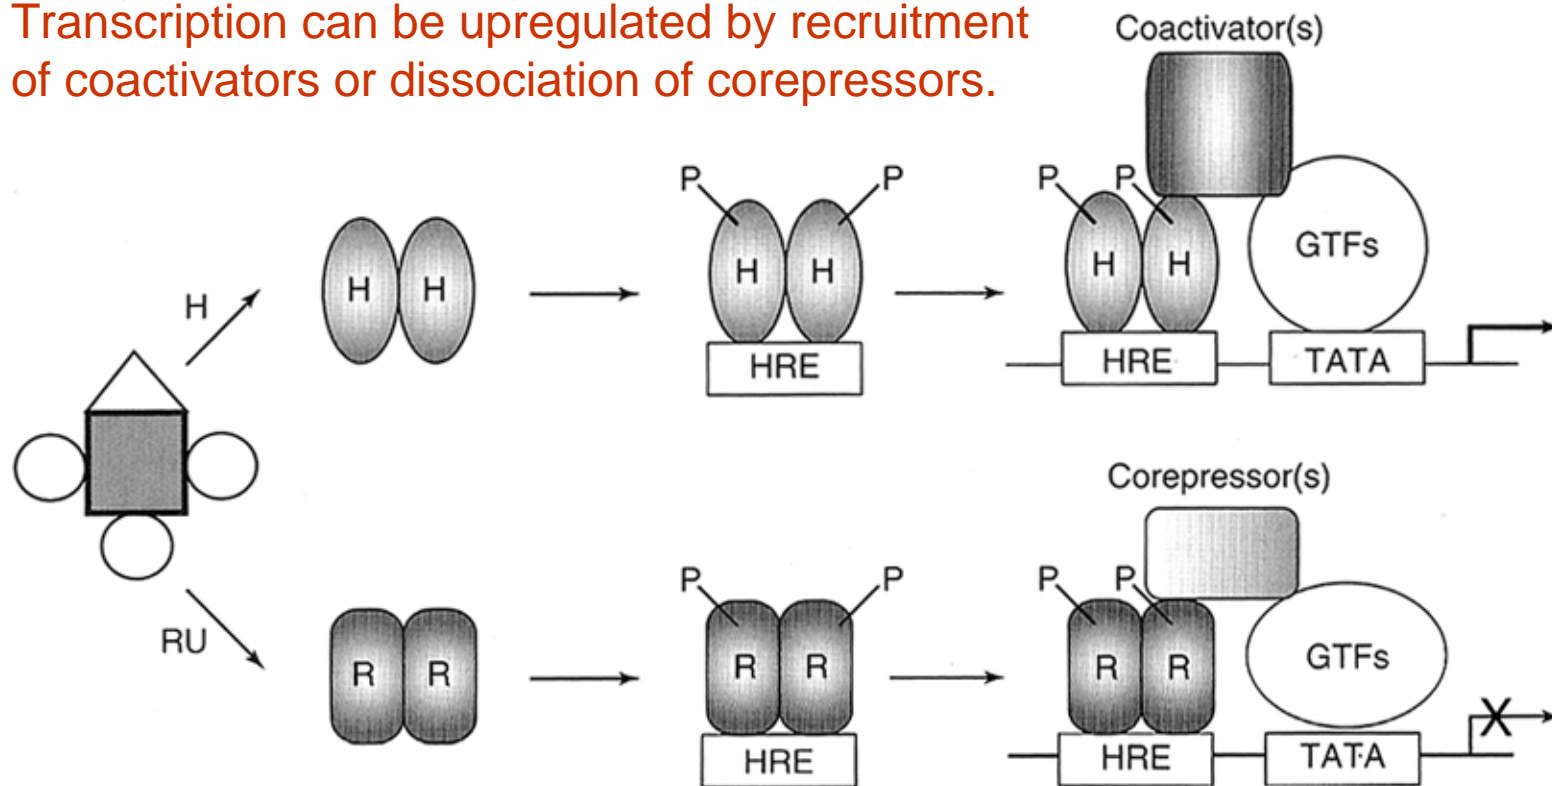 Transcription can be upregulated by recruitment
of coactivators or dissociation of corepressors.
Coactivator(s)
P P P P
H
H H H H H H GTFs
HRE HRE TATA
Corepressor(s)
P P P P
RU
R R R R R R GTFs
X
HRE HRE TATA